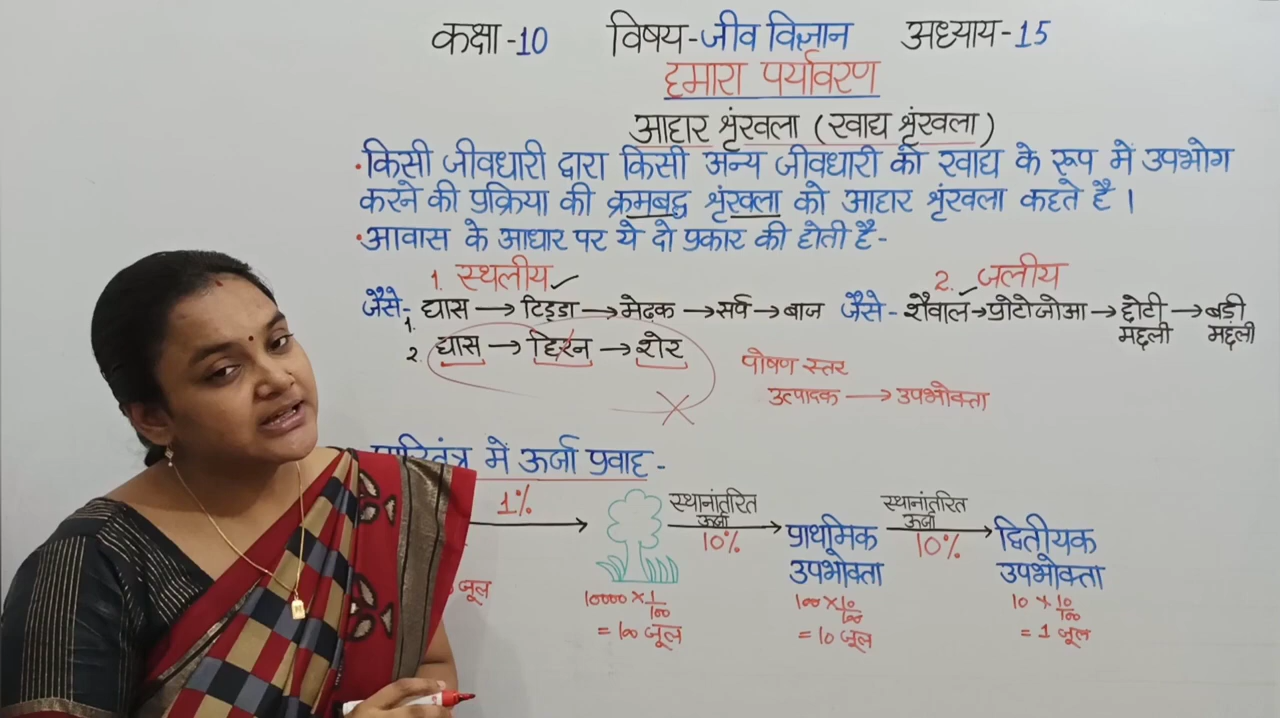 कक्षा-10 विषय-जीव विज्ञान अध्याय-15
हमारा पर्यावरण
आहार श्रृंखला (खाद्य श्रृंखला)
•किसी जीवधारी द्वारा किसी अन्य जीवधारी को खाद्य के रूप में उपभोग
करने की प्रक्रिया की क्रमबद्ध श्रृंखला को आहार श्रृंखला कहते है।
•आवास के आधार पर ये दो प्रकार की होती है-
1. स्थलीय✓ 2. जलीय
जैसे- 1. घास → टिड्डा → मेढक → सर्प → बाज जैसे- शैवाल → प्रोटोजोआ → छोटी मछली → बड़ी मछली
2. घास → हिरन → शेर
पोषण स्तर
उत्पादक → उपभोक्ता
में ऊर्जा प्रवाह -
1% स्थानांतरित ऊर्जा 10% प्राथमिक उपभोक्ता स्थानांतरित ऊर्जा 10% द्वितीयक उपभोक्ता
जूल 10000 × 1/100 100 × 10/100 10 × 10/100
= 100 जूल = 10 जूल = 1 जूल